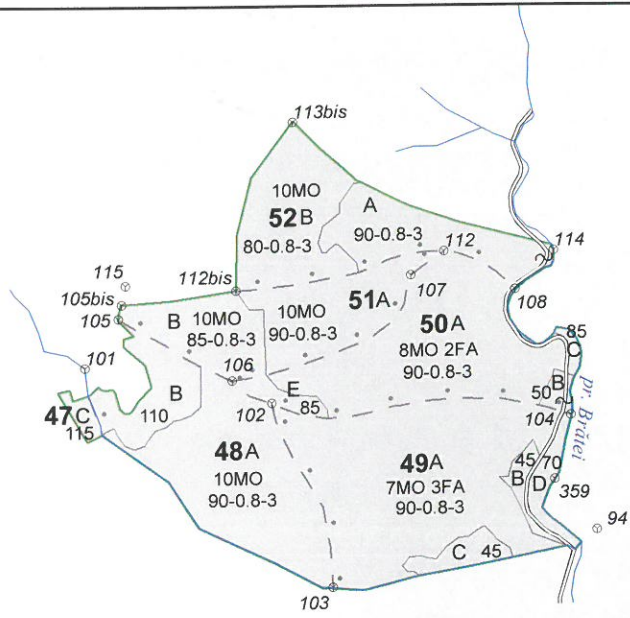 113bis
10MO
A
52B
80-0.8-3
90-0.8-3
112
114
115
112bis
107
108
105bis
105
B
10MO
85-0.8-3
10MO
90-0.8-3
51A
50A
8MO 2FA
90-0.8-3
85
C
101
106
B
E
85
B
50
104
pr. Brătei
47C
115
110
102
48A
10MO
90-0.8-3
49A
7MO 3FA
90-0.8-3
45
B
70
D
359
94
C 45
103